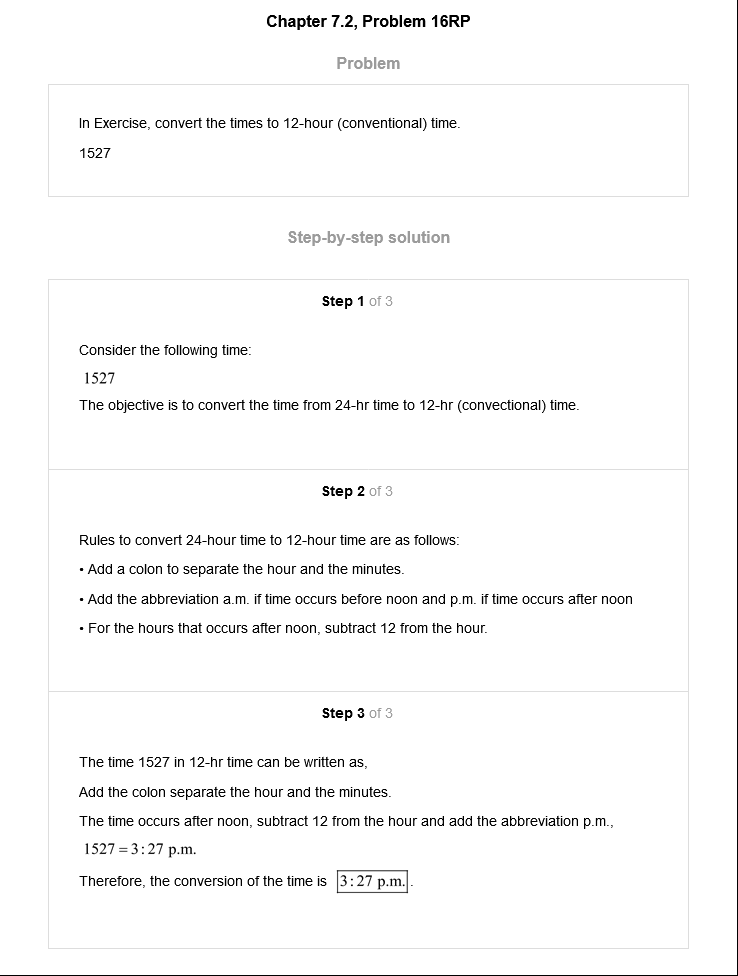 Chapter 7.2, Problem 16RP
Problem
In Exercise, convert the times to 12-hour (conventional) time.
1527
Step-by-step solution
Step 1 of 3
Consider the following time:
1527
The objective is to convert the time from 24-hr time to 12-hr (convectional) time.
Step 2 of 3
Rules to convert 24-hour time to 12-hour time are as follows:
• Add a colon to separate the hour and the minutes.
• Add the abbreviation a.m. if time occurs before noon and p.m. if time occurs after noon
• For the hours that occurs after noon, subtract 12 from the hour.
Step 3 of 3
The time 1527 in 12-hr time can be written as,
Add the colon separate the hour and the minutes.
The time occurs after noon, subtract 12 from the hour and add the abbreviation p.m.,
1527 = 3:27 p.m.
Therefore, the conversion of the time is 3:27 p.m..